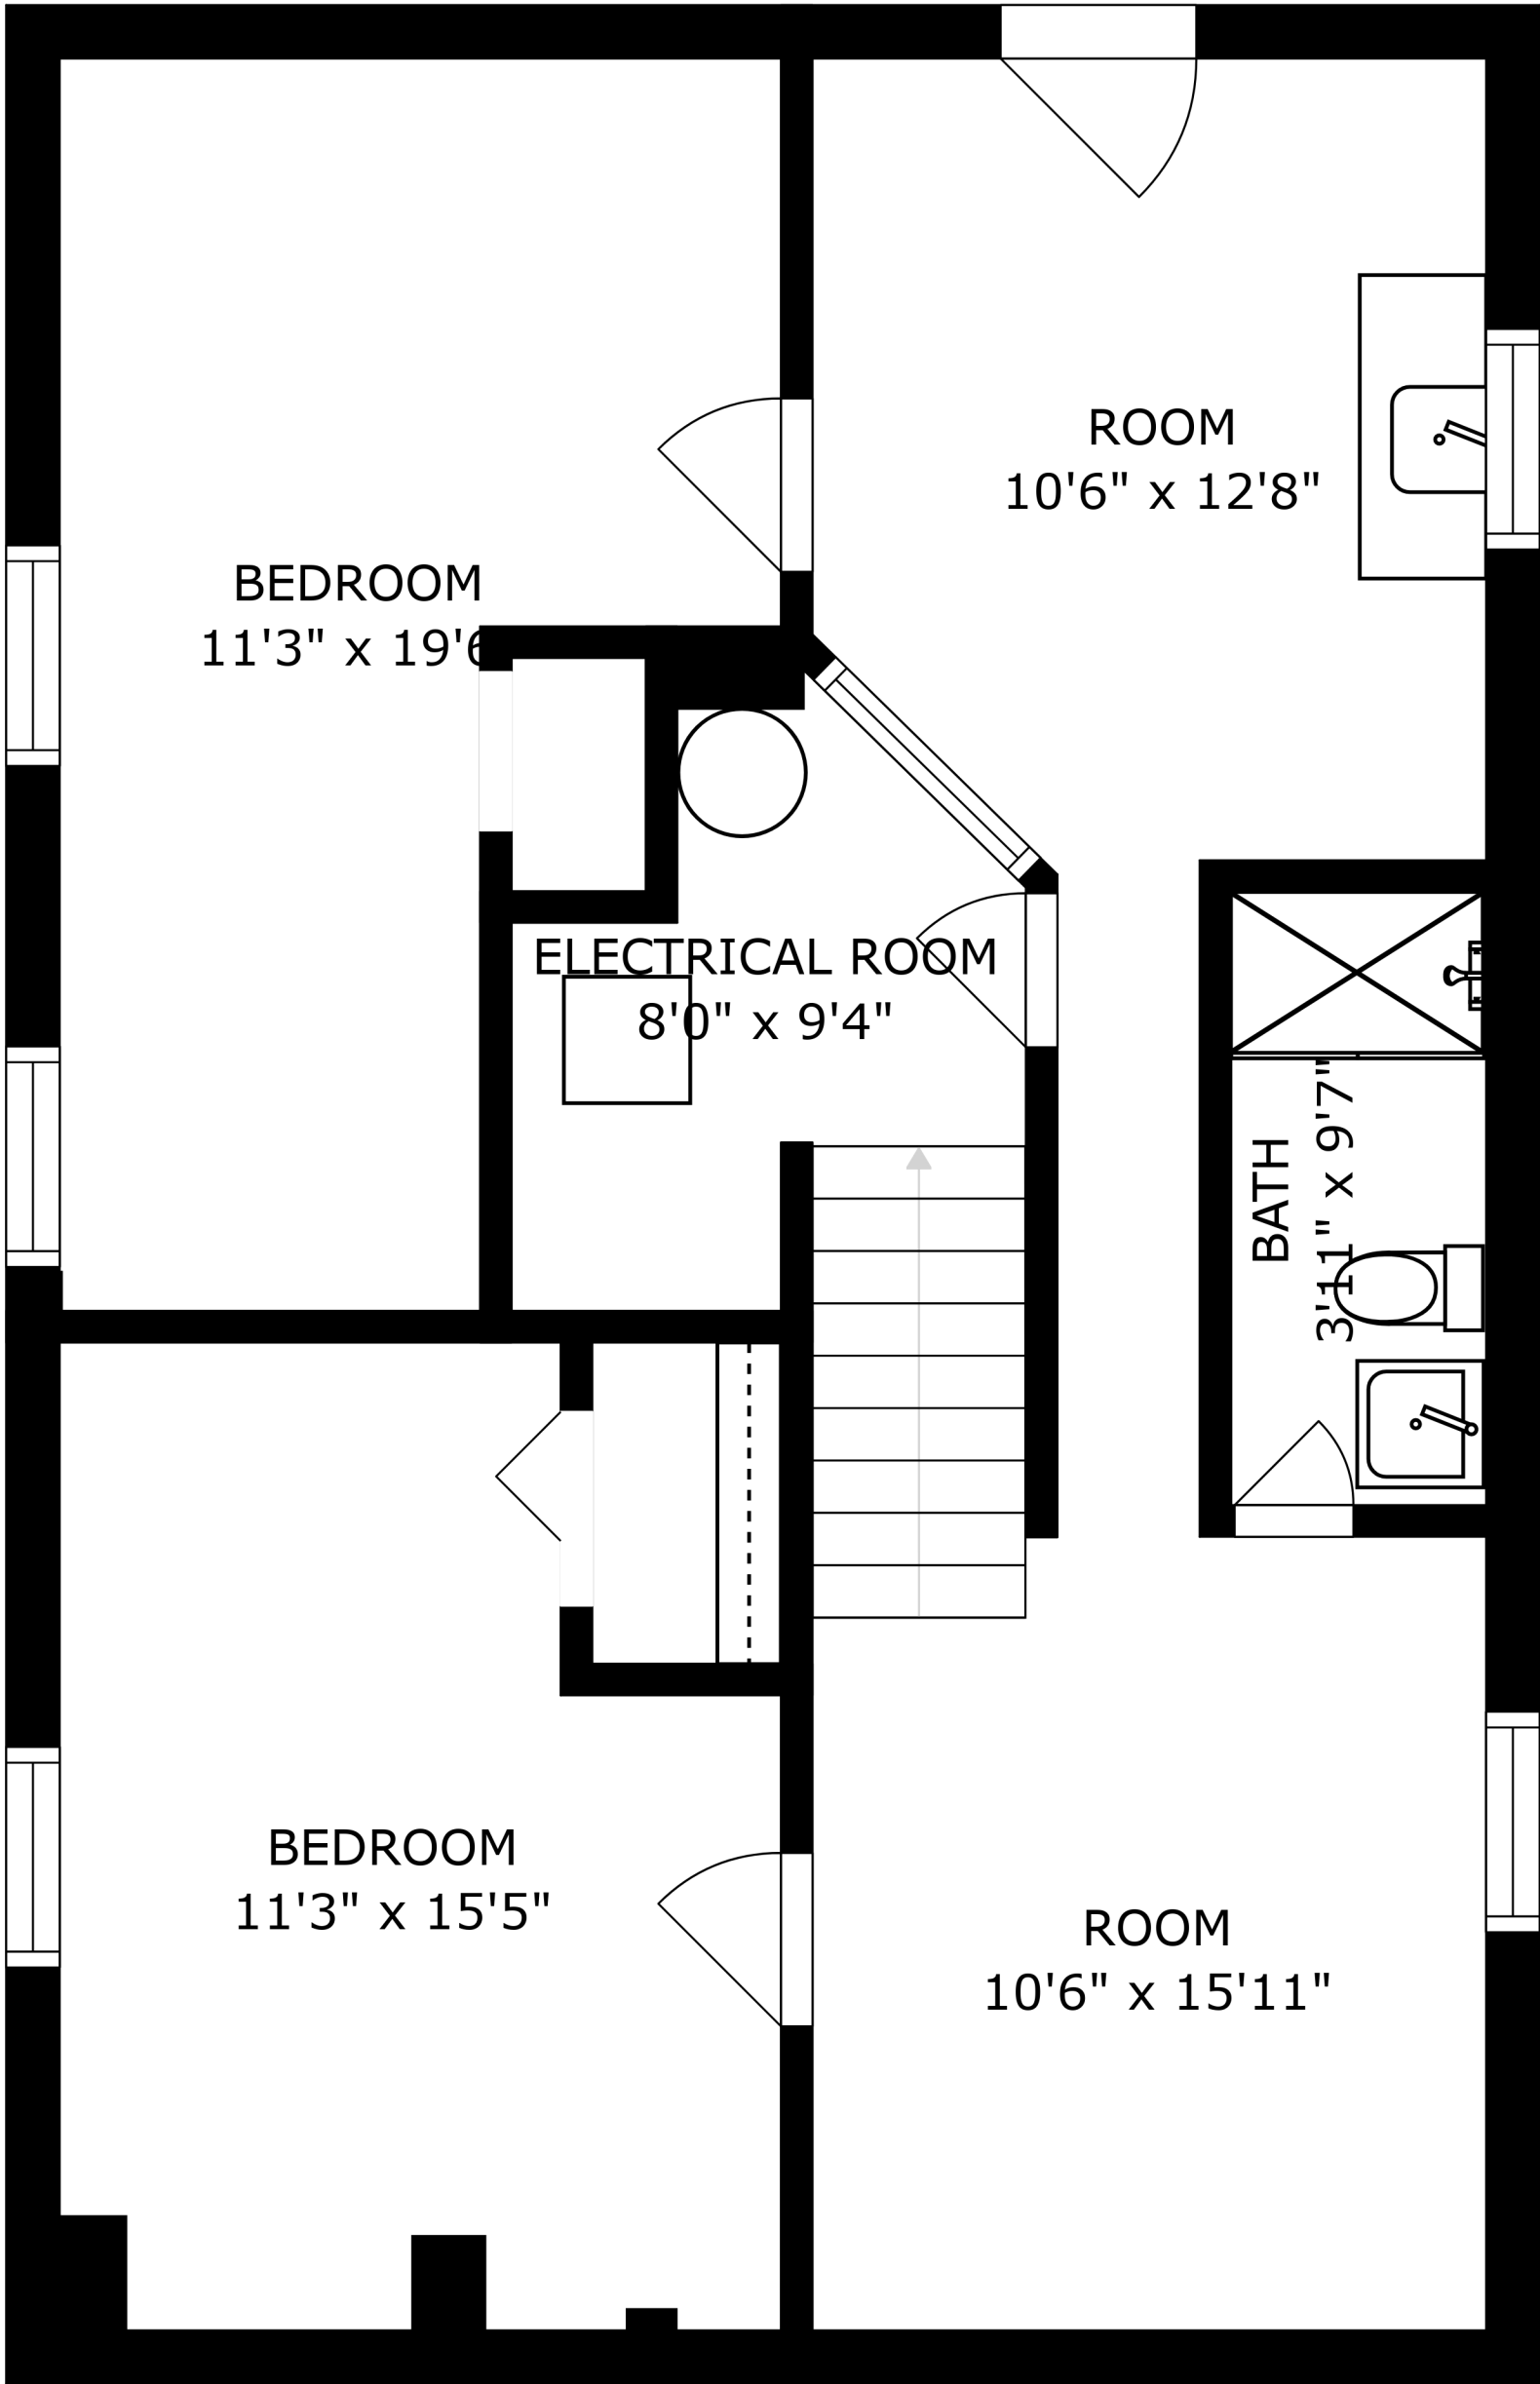 ROOM
10'6" x 12'8"
BEDROOM
11'3" x 19'6
ELECTRICAL ROOM
8'0" x 9'4"
BATH
3'11" x 9'7"
BEDROOM
11'3" x 15'5"
ROOM
10'6" x 15'11"